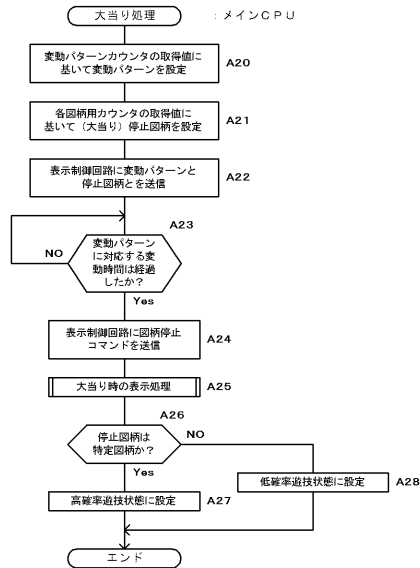 大当り処理
：メインＣＰＵ
変動パターンカウンタの取得値に
基いて変動パターンを設定
A20
各図柄用カウンタの取得値に
基いて（大当り）停止図柄を設定
A21
表示制御回路に変動パターンと
停止図柄とを送信
A22
A23
変動パターン
に対応する変
動時間は経過
したか？
NO
Yes
表示制御回路に図柄停止
コマンドを送信
A24
大当り時の表示処理
A25
A26
停止図柄は
特定図柄か？
NO
Yes
高確率遊技状態に設定
A27
低確率遊技状態に設定
A28
エンド